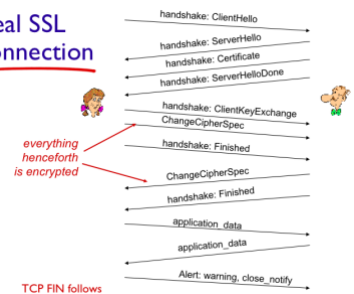 eal SSL
onnection
handshake: ClientHello
handshake: ServerHello
handshake: Certificate
handshake: ServerHelloDone
handshake: ClientKeyExchange
ChangeCipherSpec
everything
henceforth
is encrypted
handshake: Finished
ChangeCipherSpec
handshake: Finished
application_data
application_data
Alert: warning, close_notify
TCP FIN follows